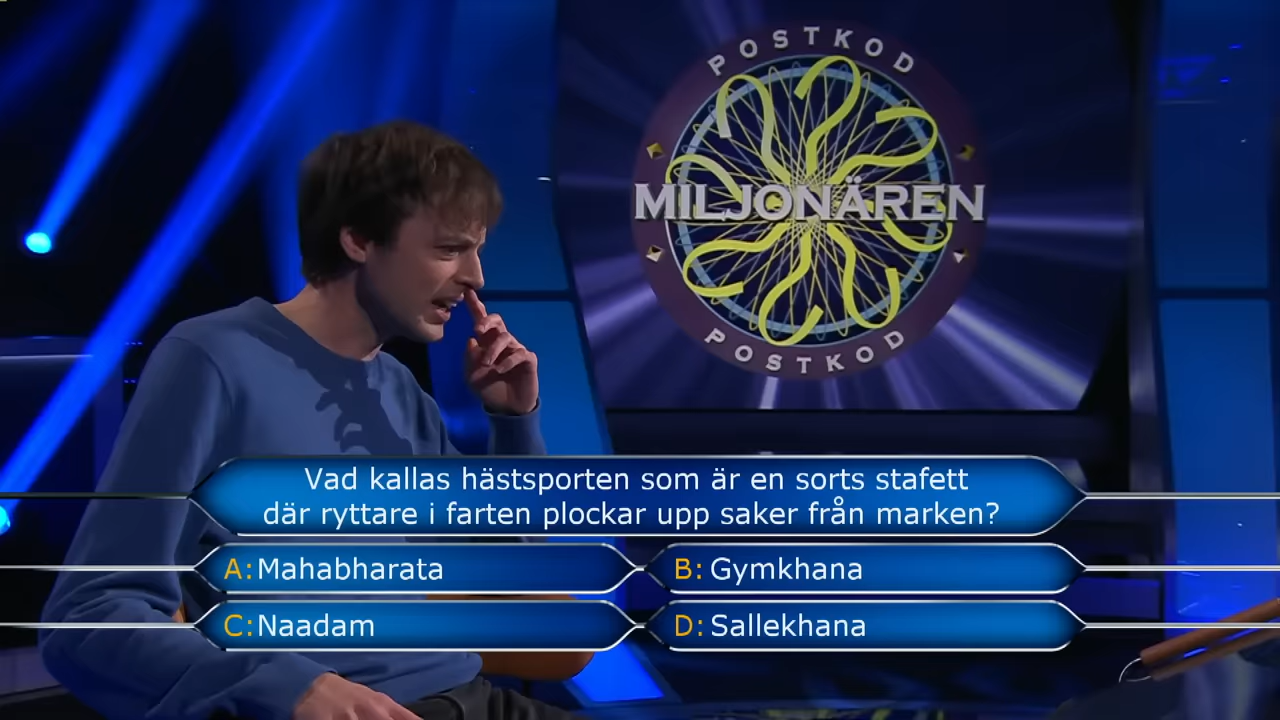 POSTKOD
MILJONÄREN
POSTKOD
Vad kallas hästsporten som är en sorts stafett
där ryttare i farten plockar upp saker från marken?
A: Mahabharata
B: Gymkhana
C: Naadam
D: Sallekhana